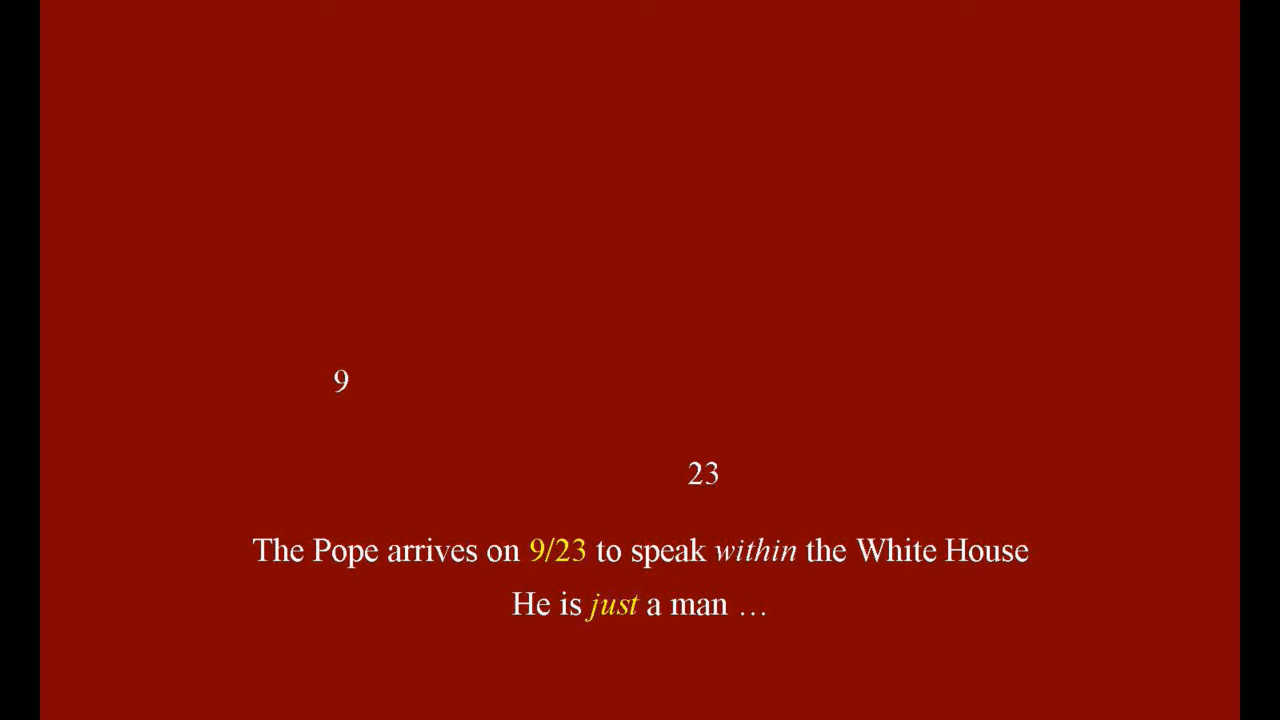 9
23
The Pope arrives on 9/23 to speak within the White House
He is just a man …